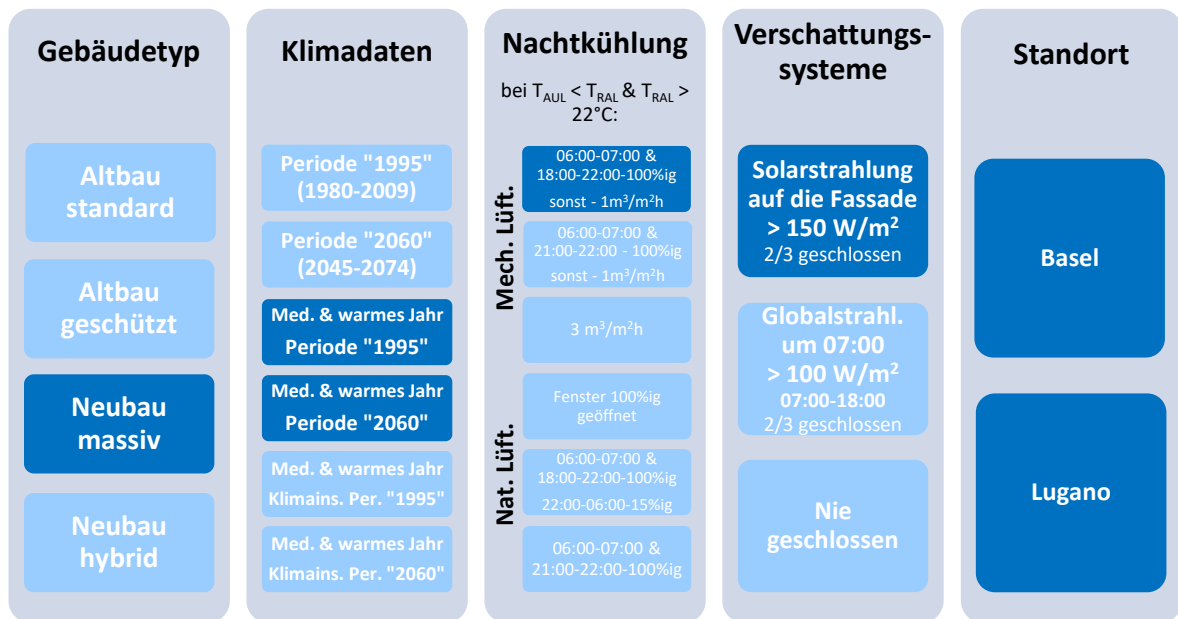 Gebäudetyp
Altbau
standard
Altbau
geschützt
Neubau
massiv
Neubau
hybrid
Klimadaten
Periode "1995"
(1980-2009)
Periode "2060"
(2045-2074)
Med. & warmes Jahr
Periode "1995"
Med. & warmes Jahr
Periode "2060"
Med. & warmes Jahr
Klimains. Per. "1995"
Med. & warmes Jahr
Klimains. Per. "2060"
Nachtkühlung
bei T_AUL < T_RAL & T_RAL >
22°C:
Mech. Lüft.
06:00-07:00 &
18:00-22:00-100%ig
sonst - 1m³/m²h
06:00-07:00 &
21:00-22:00 - 100%ig
sonst - 1m³/m²h
3 m³/m²h
Nat. Lüft.
Fenster 100%ig
geöffnet
06:00-07:00 &
18:00-22:00-100%ig
22:00-06:00-15%ig
06:00-07:00 &
21:00-22:00-100%ig
Verschattungs-
systeme
Solarstrahlung
auf die Fassade
> 150 W/m²
2/3 geschlossen
Globalstrahl.
um 07:00
> 100 W/m²
07:00-18:00
2/3 geschlossen
Nie
geschlossen
Standort
Basel
Lugano